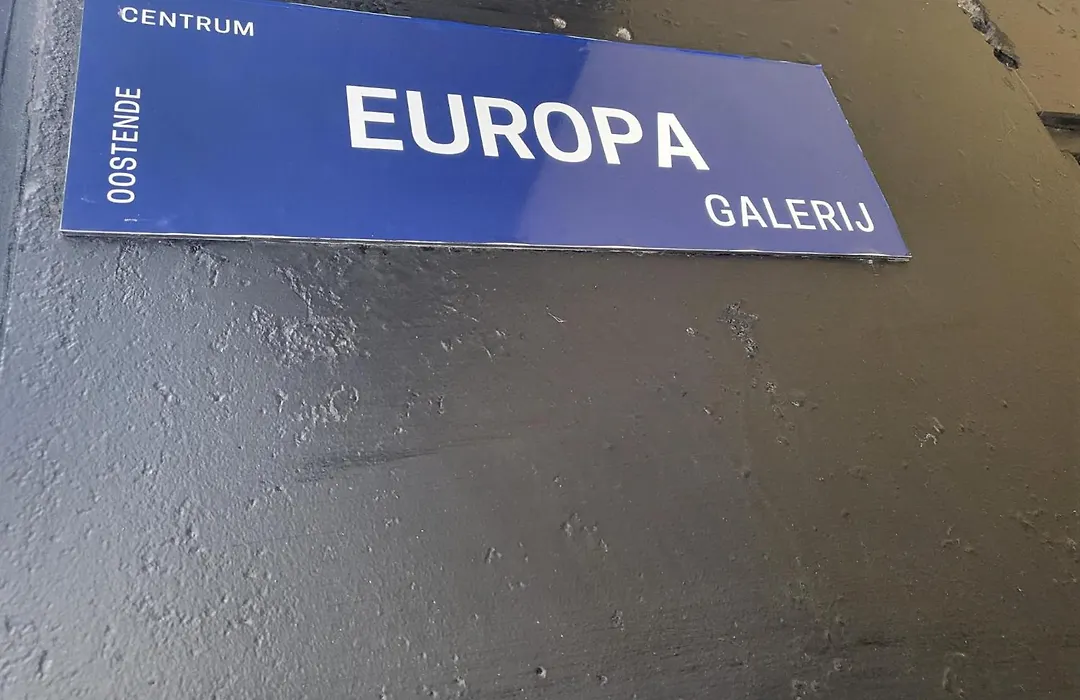 CENTRUM
OOSTENDE
EUROPA
GALERIJ